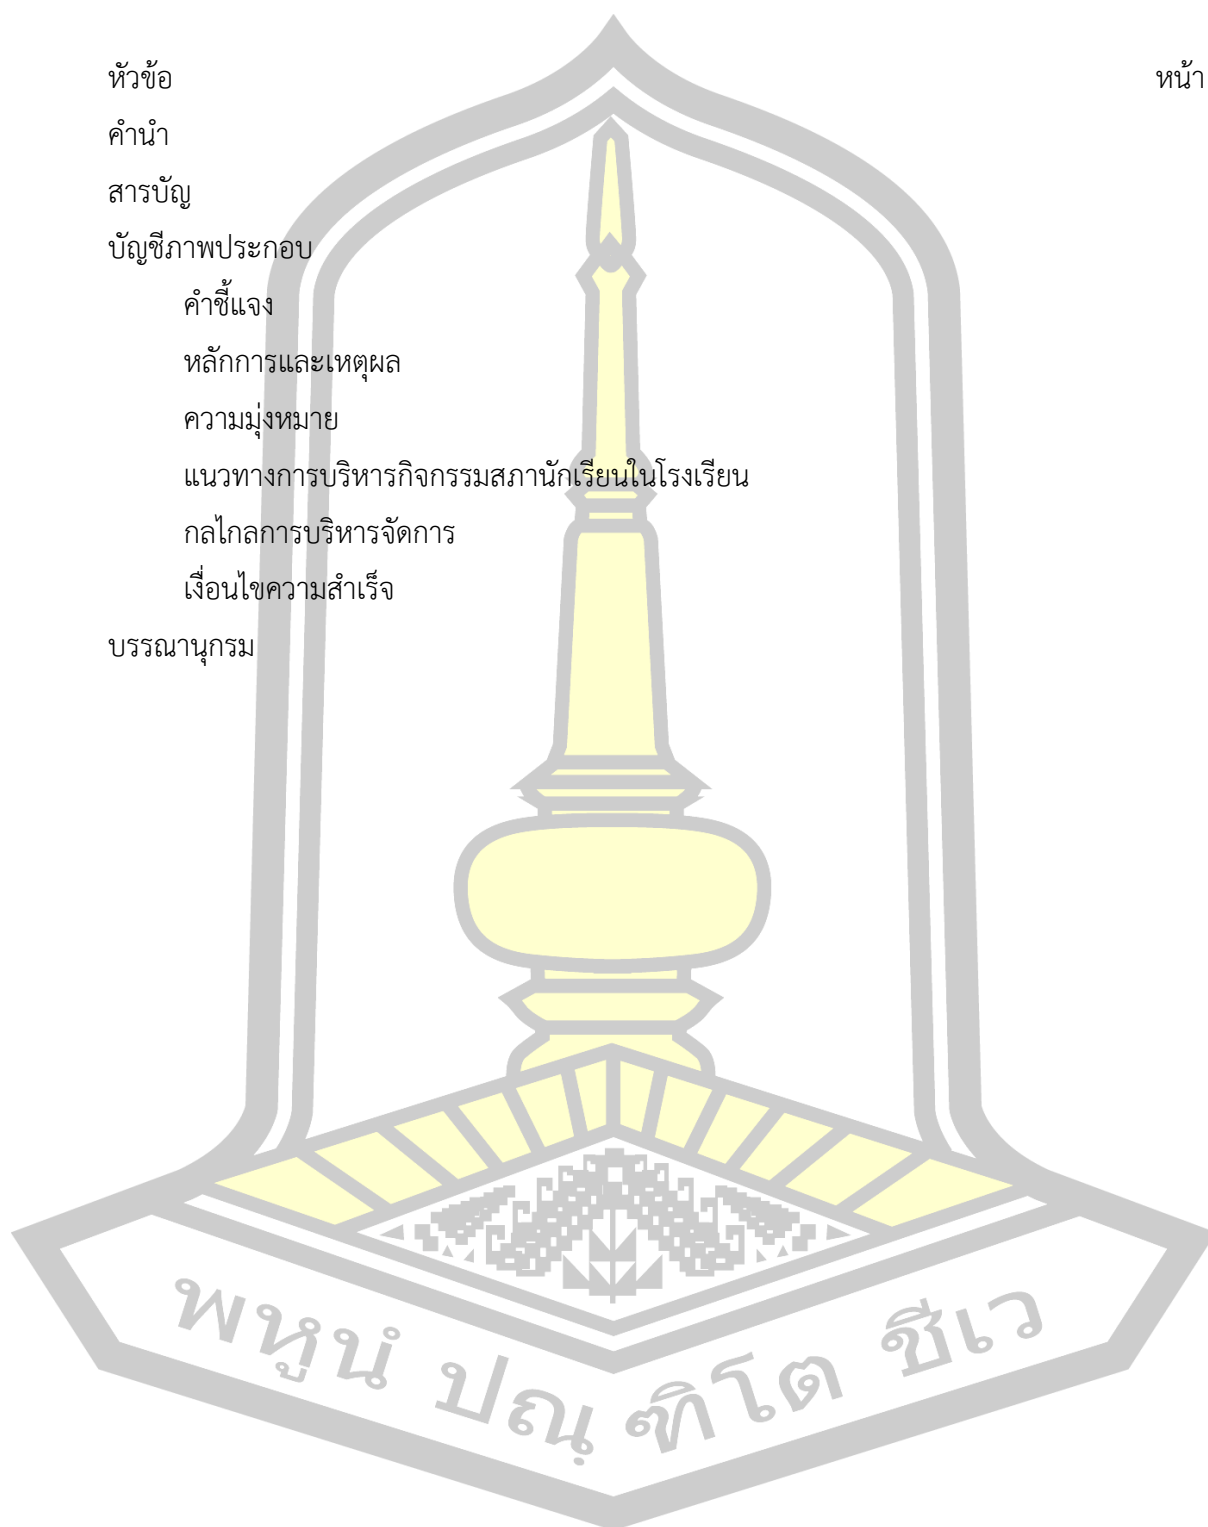 หัวข้อ หน้า
คำนำ
สารบัญ
บัญชีภาพประกอบ
คำชี้แจง
หลักการและเหตุผล
ความมุ่งหมาย
แนวทางการบริหารกิจกรรมสภานักเรียนในโรงเรียน
กลไกลการบริหารจัดการ
เงื่อนไขความสำเร็จ
บรรณานุกรม
พหูนํ ปณฺฑิโต ชีเว